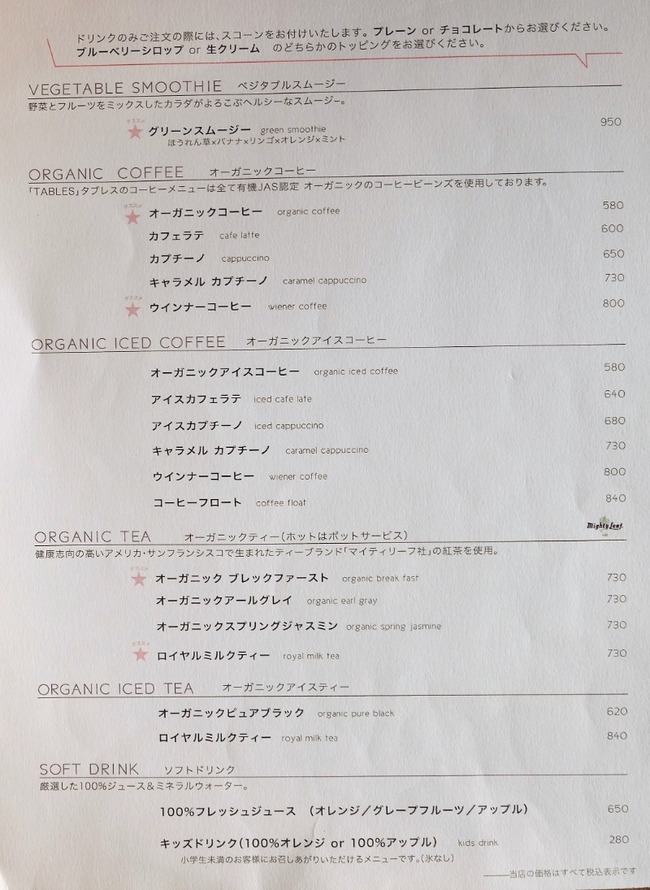 ドリンクのみご注文の際には、スコーンをお付けいたします。プレーン or チョコレートからお選びください。
ブルーベリーシロップ or 生クリーム のどちらかのトッピングをお選びください。
VEGETABLE SMOOTHIE ベジタブルスムージー
野菜とフルーツをミックスしたカラダがよろこぶヘルシーなスムージー。
オススメ
★ グリーンスムージー green smoothie 950
ほうれん草×バナナ×リンゴ×オレンジ×ミント
ORGANIC COFFEE オーガニックコーヒー
「TABLES」タブレスのコーヒーメニューは全て有機JAS認定 オーガニックのコーヒービーンズを使用しております。
オススメ
★ オーガニックコーヒー organic coffee 580
カフェラテ cafe latte 600
カプチーノ cappuccino 650
キャラメル カプチーノ caramel cappuccino 730
オススメ
★ ウインナーコーヒー wiener coffee 800
ORGANIC ICED COFFEE オーガニックアイスコーヒー
オーガニックアイスコーヒー organic iced coffee 580
アイスカフェラテ iced cafe late 640
アイスカプチーノ iced cappuccino 680
キャラメル カプチーノ caramel cappuccino 730
ウインナーコーヒー wiener coffee 800
コーヒーフロート coffee float 840
Mighty Leaf
ORGANIC TEA オーガニックティー(ホットはポットサービス)
健康志向の高いアメリカ・サンフランシスコで生まれたティーブランド「マイティリーフ社」の紅茶を使用。
オススメ
★ オーガニック ブレックファースト organic break fast 730
オーガニックアールグレイ organic earl gray 730
オーガニックスプリングジャスミン organic spring jasmine 730
オススメ
★ ロイヤルミルクティー royal milk tea 730
ORGANIC ICED TEA オーガニックアイスティー
オーガニックピュアブラック organic pure black 620
ロイヤルミルクティー royal milk tea 840
SOFT DRINK ソフトドリンク
厳選した100%ジュース&ミネラルウォーター。
100%フレッシュジュース (オレンジ/グレープフルーツ/アップル) 650
キッズドリンク(100%オレンジ or 100%アップル) kids drink 280
小学生未満のお客様にお召しあがりいただけるメニューです。(氷なし)
――当店の価格はすべて税込表示です